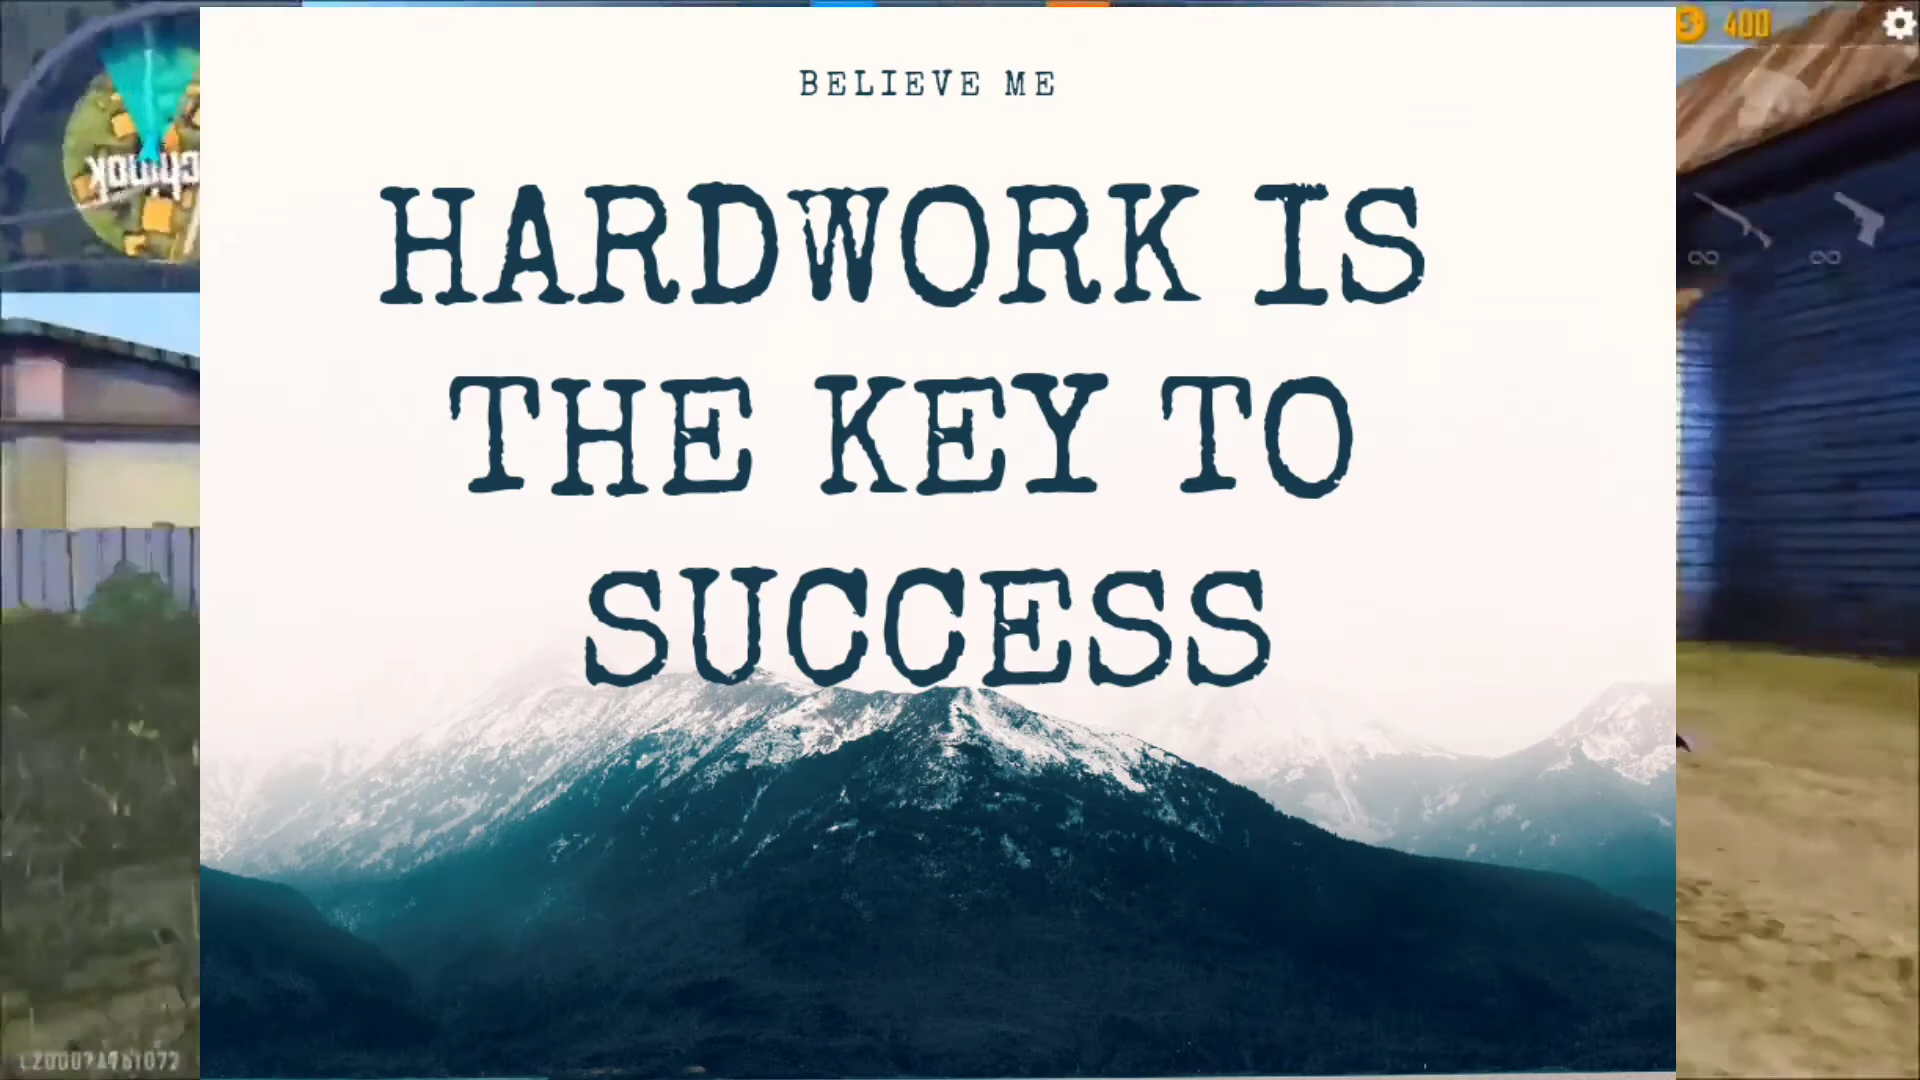 BELIEVE ME
HARDWORK IS
THE KEY TO
SUCCESS
400